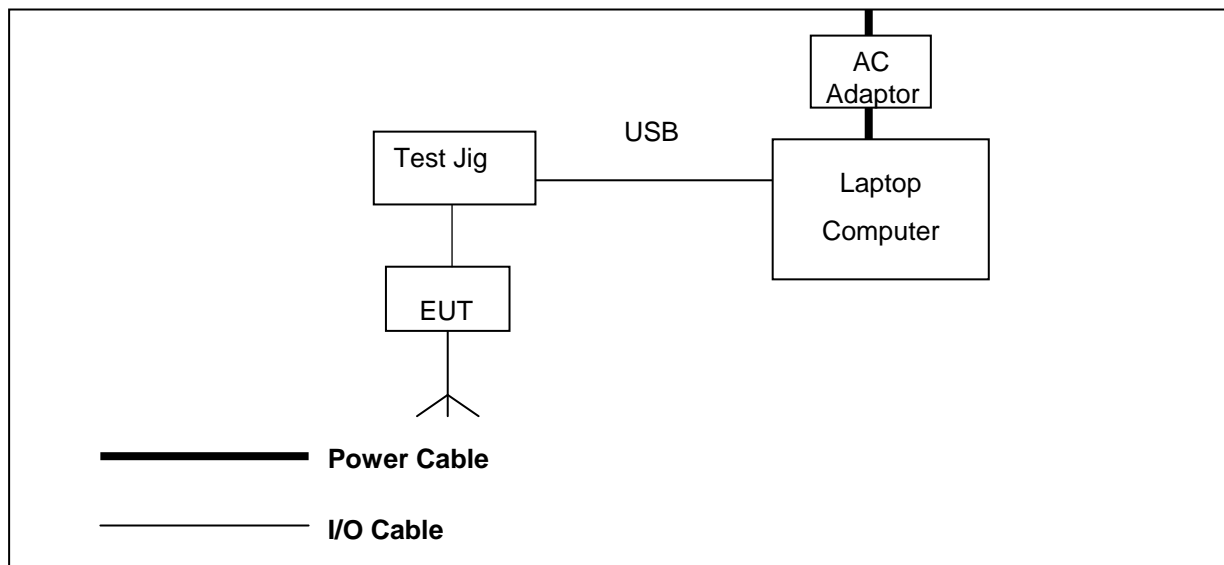 AC
Adaptor
USB
Test Jig
Laptop
Computer
EUT
Power Cable
I/O Cable